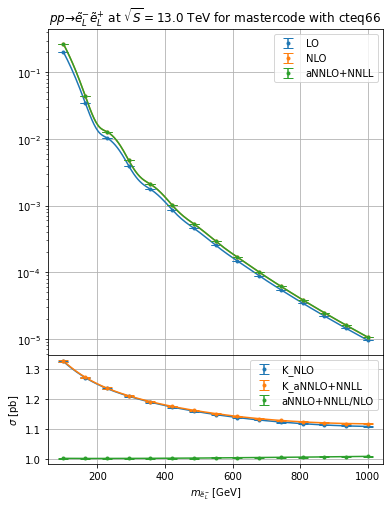 pp→ẽ_L^- ẽ_L^+ at √S = 13.0 TeV for mastercode with cteq66
LO
NLO
aNNLO+NNLL
10^{-1}
10^{-2}
10^{-3}
10^{-4}
10^{-5}
K_NLO
K_aNNLO+NNLL
aNNLO+NNLL/NLO
1.3
1.2
1.1
1.0
σ [pb]
200 400 600 800 1000
m_{ẽ_L^-} [GeV]